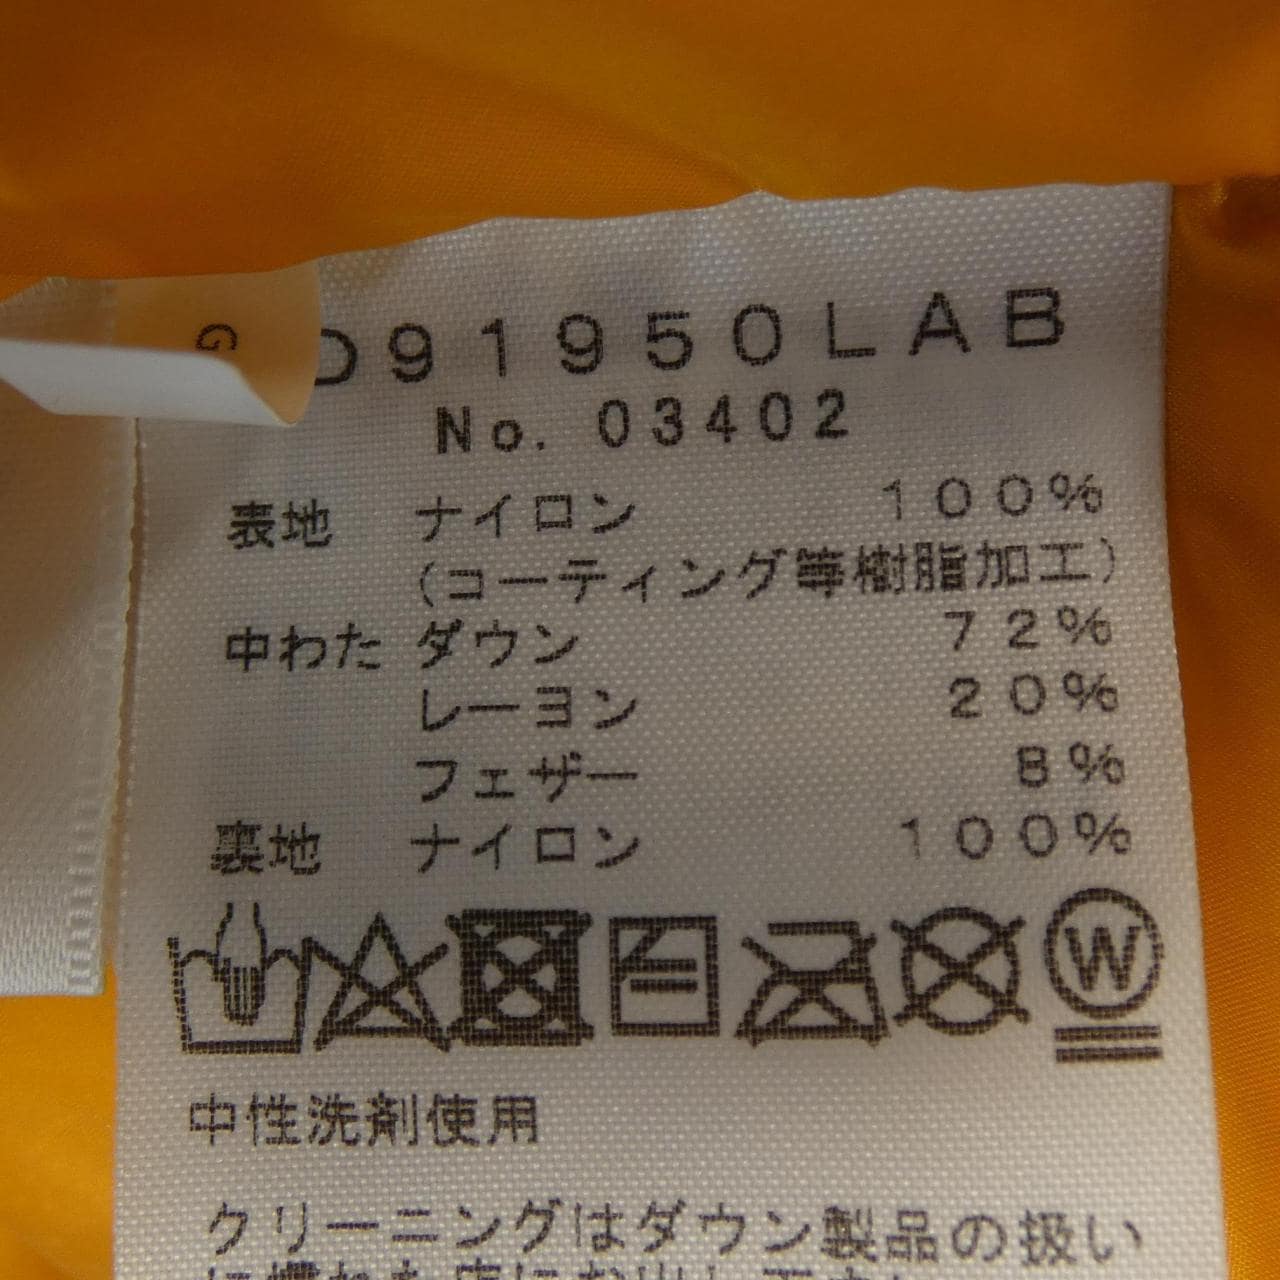 G
D91950LAB
No. 03402
表地 ナイロン 100%
(コーティング等樹脂加工)
中わた ダウン 72%
レーヨン 20%
フェザー 8%
裏地 ナイロン 100%
W
中性洗剤使用
クリーニングはダウン製品の扱い